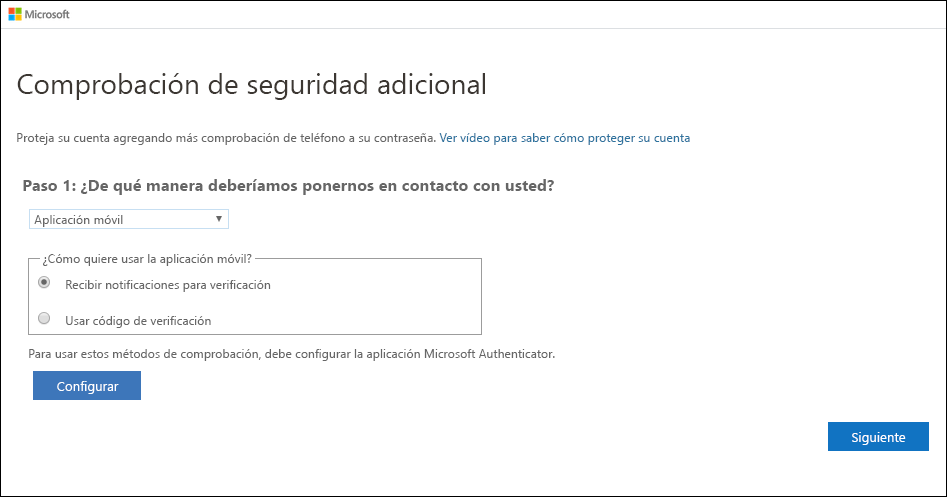 Microsoft
Comprobación de seguridad adicional
Proteja su cuenta agregando más comprobación de teléfono a su contraseña. Ver vídeo para saber cómo proteger su cuenta
Paso 1: ¿De qué manera deberíamos ponernos en contacto con usted?
Aplicación móvil
¿Cómo quiere usar la aplicación móvil?
Recibir notificaciones para verificación
Usar código de verificación
Para usar estos métodos de comprobación, debe configurar la aplicación Microsoft Authenticator.
Configurar
Siguiente